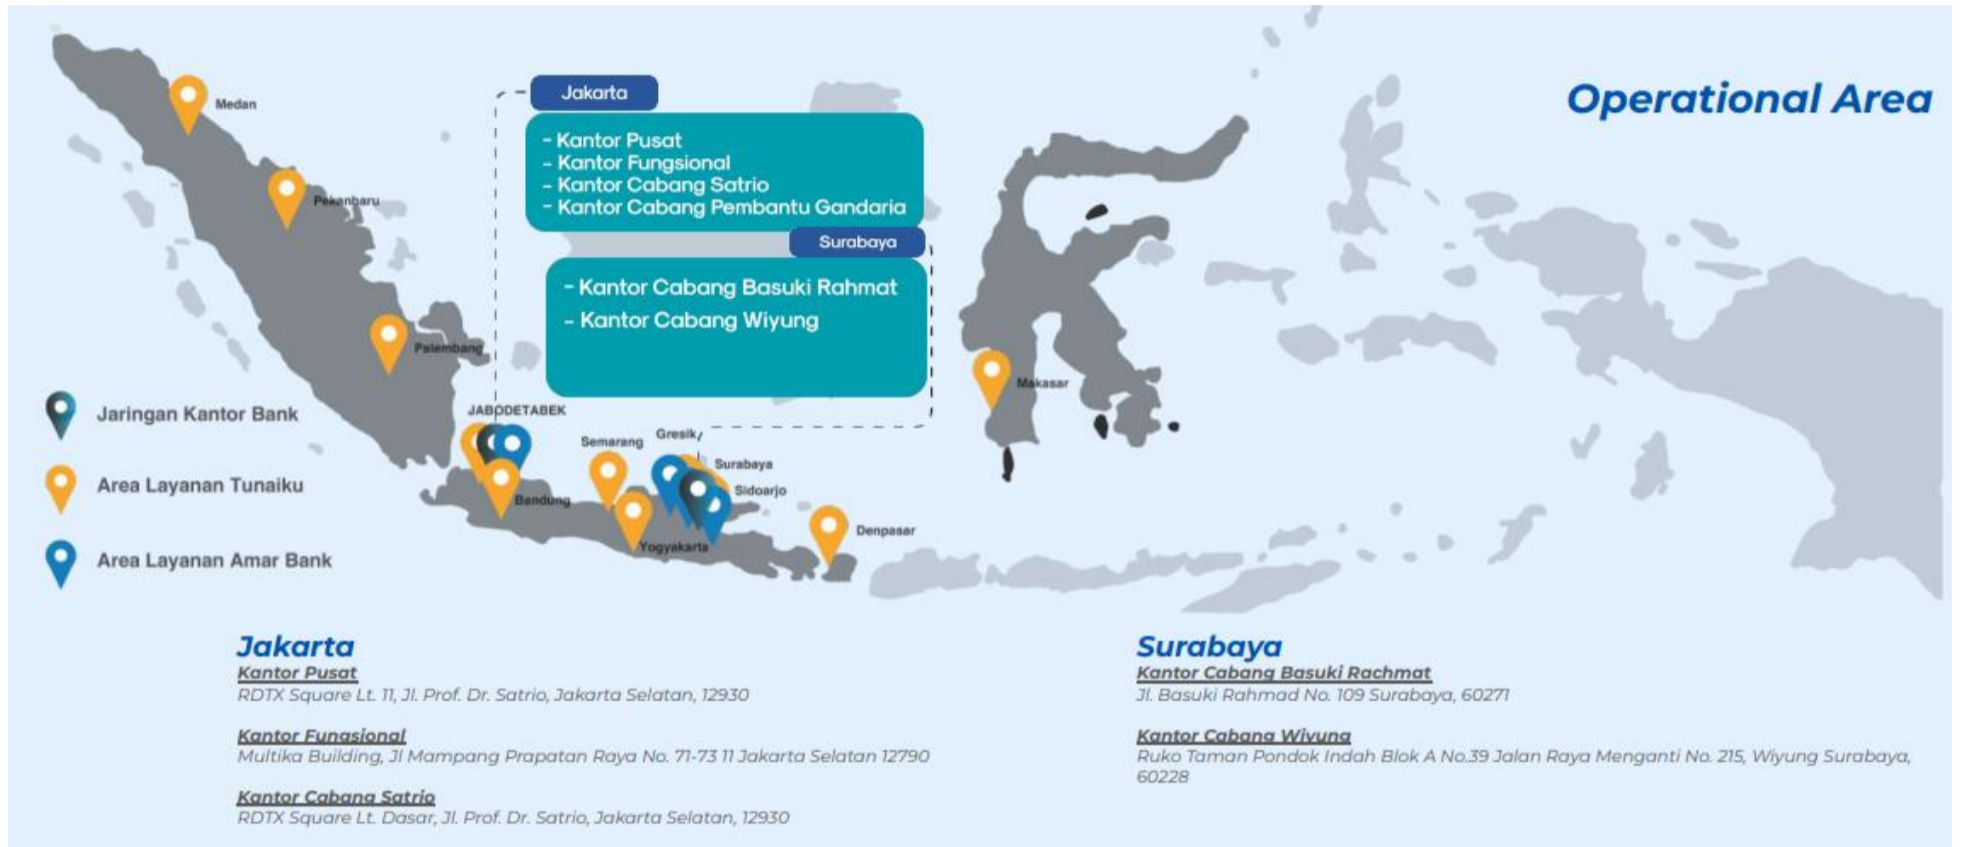 Operational Area
Jakarta
- Kantor Pusat
- Kantor Fungsional
- Kantor Cabang Satrio
- Kantor Cabang Pembantu Gandaria
Surabaya
- Kantor Cabang Basuki Rahmat
- Kantor Cabang Wiyung
Medan
Pekanbaru
Palembang
Makasar
JABODETABEK
Semarang
Gresik
Surabaya
Sidoarjo
Bandung
Yogyakarta
Denpasar
Jaringan Kantor Bank
Area Layanan Tunaiku
Area Layanan Amar Bank
Jakarta
Kantor Pusat
RDTX Square Lt. 11, Jl. Prof. Dr. Satrio, Jakarta Selatan, 12930
Kantor Fungsional
Multika Building, Jl Mampang Prapatan Raya No. 71-73 11 Jakarta Selatan 12790
Kantor Cabang Satrio
RDTX Square Lt. Dasar, Jl. Prof. Dr. Satrio, Jakarta Selatan, 12930
Surabaya
Kantor Cabang Basuki Rachmat
Jl. Basuki Rahmad No. 109 Surabaya, 60271
Kantor Cabang Wiyung
Ruko Taman Pondok Indah Blok A No.39 Jalan Raya Menganti No. 215, Wiyung Surabaya,
60228